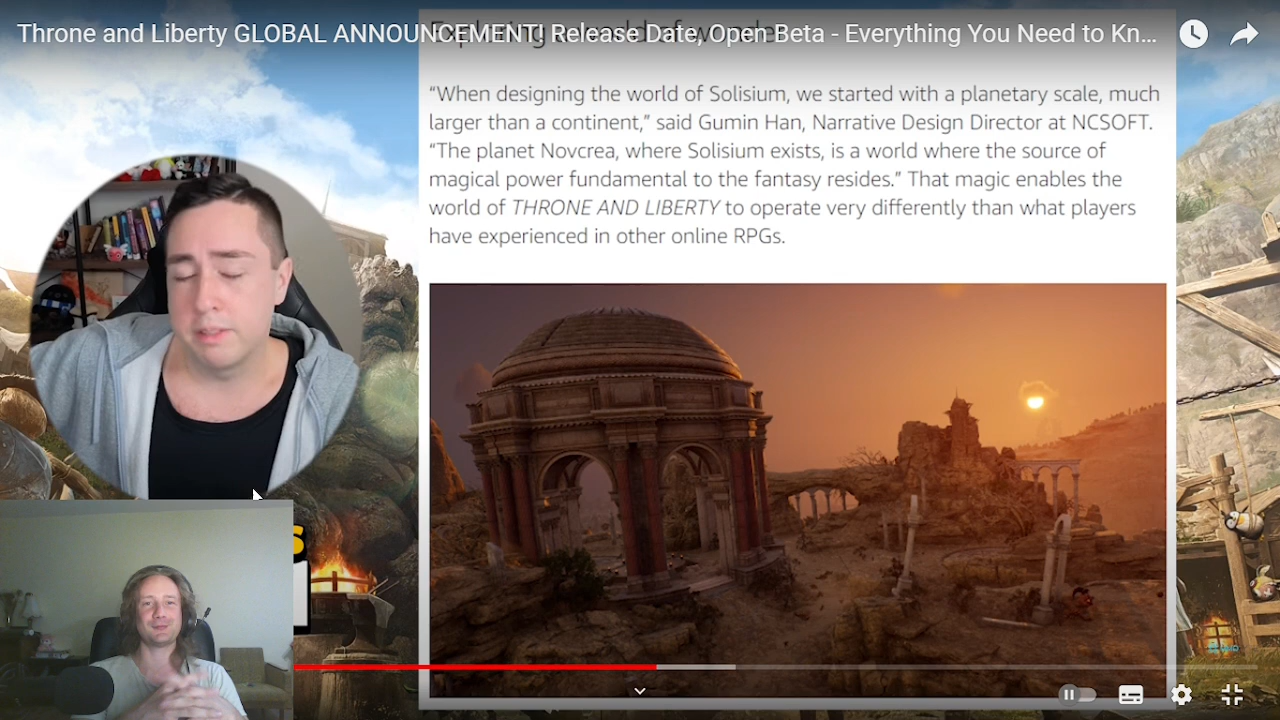 Throne and Liberty GLOBAL ANNOUNCEMENT! Release Date, Open Beta - Everything You Need to Kn...
“When designing the world of Solisium, we started with a planetary scale, much
larger than a continent,” said Gumin Han, Narrative Design Director at NCSOFT.
“The planet Novcrea, where Solisium exists, is a world where the source of
magical power fundamental to the fantasy resides.” That magic enables the
world of THRONE AND LIBERTY to operate very differently than what players
have experienced in other online RPGs.